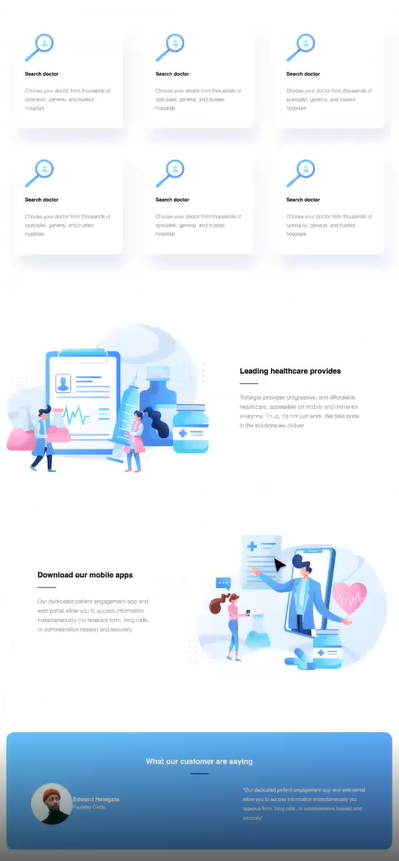 Search doctor
Search doctor
Search doctor
Choose your doctor from thousands of
Choose your doctor from thousands of
Choose your doctor from thousands of
specialist, general, and trusted
specialist, general, and trusted
specialist, general, and trusted
hospitals
hospitals
hospitals
Search doctor
Search doctor
Search doctor
Choose your doctor from thousands of
Choose your doctor from thousands of
Choose your doctor from thousands of
specialist, general, and trusted
specialist, general, and trusted
specialist, general, and trusted
hospitals
hospitals
hospitals
Leading healthcare provides
provides progressive, and affordable
healthcare, accessible on mobile and online for
everyone. To us, it's not just work. We take pride
in the solutions we deliver
Download our mobile apps
Our dedicated patient engagement app and
web portal allow you to access information
instantaneously (no tedeous form, long calls,
or administrative hassle) and securely
What our customer are saying
Edward Newgate
Founder Circle
"Our dedicated patient engagement app and web portal
allow you to access information instantaneously (no
tedeous form, long calls, or administrative hassle) and
securely"